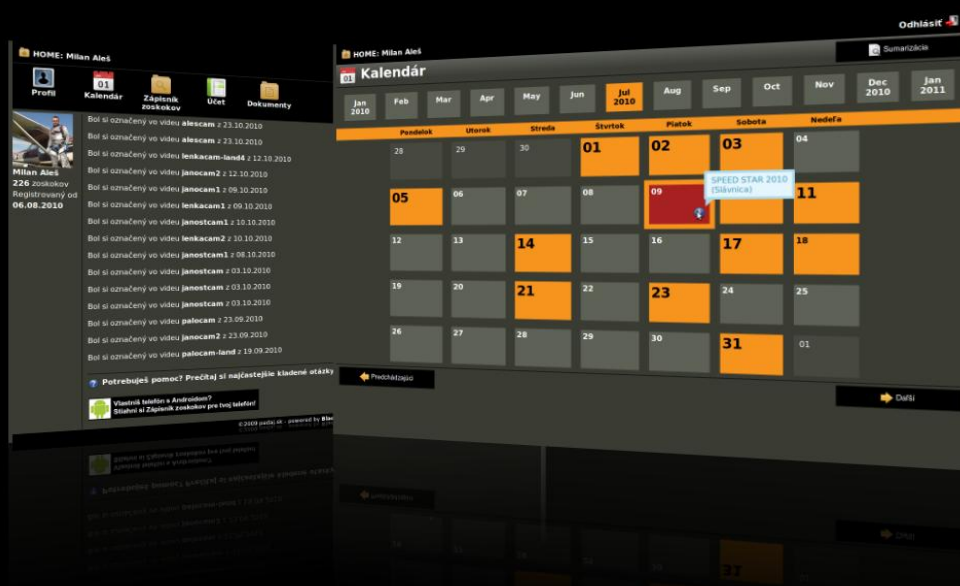 Odhlásiť
HOME: Milan Aleš
Profil
Kalendár
Zápisník
zoskokov
Účet
Dokumenty
Milan Aleš
226 zoskokov
Registrovaný od
06.08.2010
Bol si označený vo videu alescam z 23.10.2010
Bol si označený vo videu alescam z 23.10.2010
Bol si označený vo videu lenkacam-land4 z 12.10.2010
Bol si označený vo videu janocam2 z 12.10.2010
Bol si označený vo videu janocam1 z 09.10.2010
Bol si označený vo videu lenkacam1 z 09.10.2010
Bol si označený vo videu janostcam1 z 10.10.2010
Bol si označený vo videu lenkacam2 z 10.10.2010
Bol si označený vo videu janostcam1 z 08.10.2010
Bol si označený vo videu janostcam z 03.10.2010
Bol si označený vo videu janostcam z 03.10.2010
Bol si označený vo videu janostcam z 03.10.2010
Bol si označený vo videu palocam z 23.09.2010
Bol si označený vo videu janocam2 z 23.09.2010
Bol si označený vo videu palocam-land z 19.09.2010
Potrebuješ pomoc? Prečítaj si najčastejšie kladené otázky
Vlastníš telefón s Androidom?
Stiahni si Zápisník zoskokov pre tvoj telefón!
©2009 padaj.sk - powered by Blac
HOME: Milan Aleš
Sumarizácia
01 Kalendár
Jan 2010 Feb Mar Apr May Jun Jul 2010 Aug Sep Oct Nov Dec 2010 Jan 2011
Pondelok Utorok Streda Štvrtok Piatok Sobota Nedeľa
28 29 30 01 02 03 04
05 06 07 08 09 11
SPEED STAR 2010
(Slávnica)
12 13 14 15 16 17 18
19 20 21 22 23 24 25
26 27 28 29 30 31 01
Predchádzajúci
Ďalší